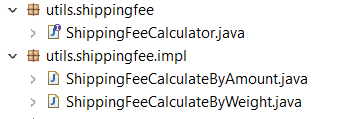 utils.shippingfee
ShippingFeeCalculator.java
utils.shippingfee.impl
ShippingFeeCalculateByAmount.java
ShippingFeeCalculateByWeight.java